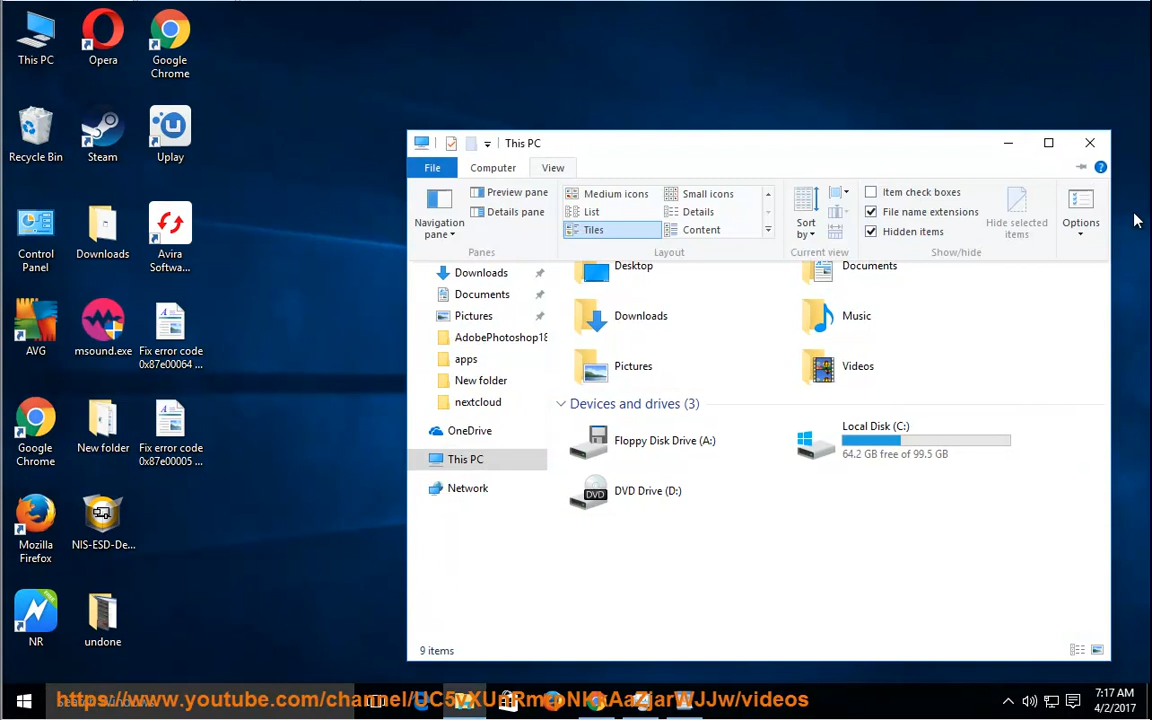 This PC
Opera
Google
Chrome
Recycle Bin
Steam
Uplay
Control
Panel
Downloads
Avira
Softwa...
AVG
msound.exe
Fix error code
0x87e00064 ...
Google
Chrome
New folder
Fix error code
0x87e00005 ...
Mozilla
Firefox
NIS-ESD-De...
NR
undone
This PC
File
Computer
View
Navigation
pane
Preview pane
Details pane
Panes
Medium icons
Small icons
List
Details
Tiles
Content
Layout
Sort
by
Current view
Item check boxes
File name extensions
Hidden items
Hide selected
items
Show/hide
Options
Downloads
Documents
Pictures
AdobePhotoshop18
apps
New folder
nextcloud
OneDrive
This PC
Network
Desktop
Documents
Downloads
Music
Pictures
Videos
Devices and drives (3)
Floppy Disk Drive (A:)
Local Disk (C:)
64.2 GB free of 99.5 GB
DVD
DVD Drive (D:)
9 items
7:17 AM
4/2/2017